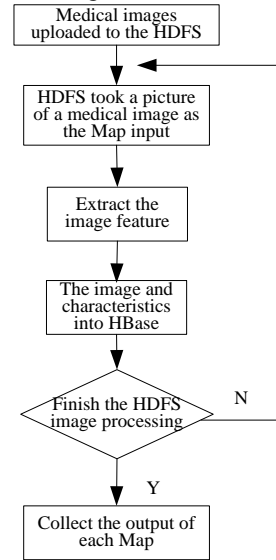 Medical images
uploaded to the HDFS
HDFS took a picture
of a medical image as
the Map input
Extract the
image feature
The image and
characteristics
into HBase
Finish the HDFS
image processing
N
Y
Collect the output of
each Map